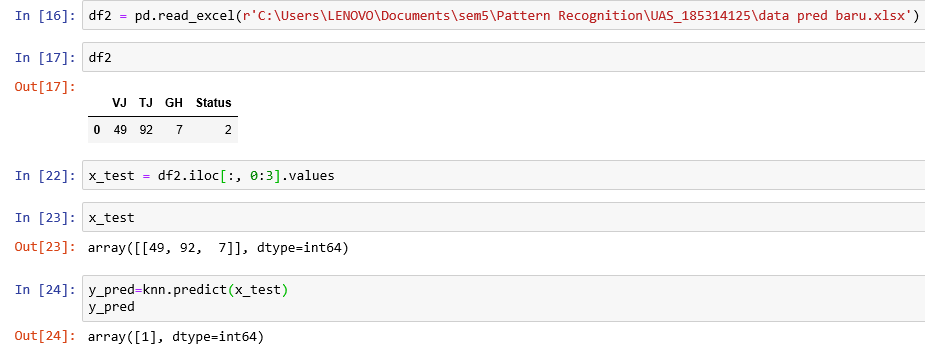 In [16]: df2 = pd.read_excel(r'C:\Users\LENOVO\Documents\sem5\Pattern Recognition\UAS_185314125\data pred baru.xlsx')
In [17]: df2
Out[17]:
VJ TJ GH Status
0 49 92 7 2
In [22]: x_test = df2.iloc[:, 0:3].values
In [23]: x_test
Out[23]: array([[49, 92,  7]], dtype=int64)
In [24]: y_pred=knn.predict(x_test)
y_pred
Out[24]: array([1], dtype=int64)